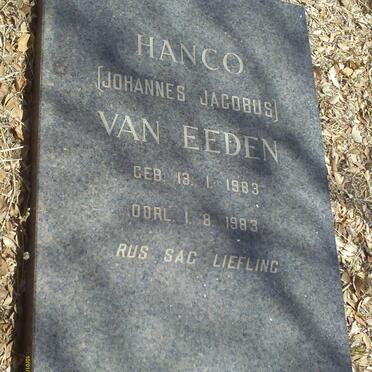 HANCO
(JOHANNES JACOBUS)
VAN EEDEN
GEB. 13. 1. 1983
OORL. 1. 8. 1983
RUS SAG LIEFLING